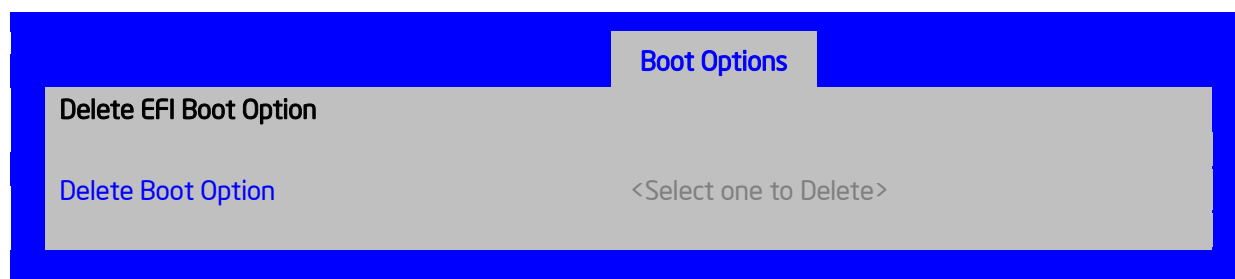 Boot Options
Delete EFI Boot Option
Delete Boot Option <Select one to Delete>